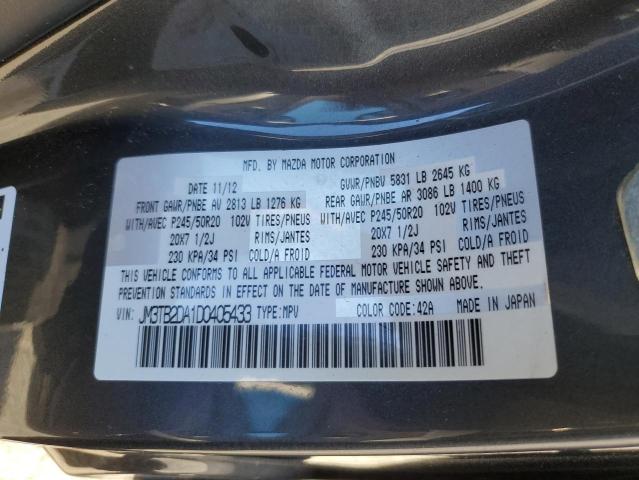 MFD. BY MAZDA MOTOR CORPORATION
DATE 11/12 GVWR/PNBV 5831 LB 2645 KG
FRONT GAWR/PNBE AV 2813 LB 1276 KG REAR GAWR/PNBE AR 3086 LB 1400 KG
WITH/AVEC P245/50R20 102V TIRES/PNEUS WITH/AVEC P245/50R20 102V TIRES/PNEUS
20X7 1/2J RIMS/JANTES 20X7 1/2J RIMS/JANTES
230 KPA/34 PSI COLD/A FROID 230 KPA/34 PSI COLD/A FROID
THIS VEHICLE CONFORMS TO ALL APPLICABLE FEDERAL MOTOR VEHICLE SAFETY AND THEFT
PREVENTION STANDARDS IN EFFECT ON THE DATE OF MANUFACTURE SHOWN ABOVE.
VIN: JM3TB2DA1D0405433 TYPE:MPV COLOR CODE:42A MADE IN JAPAN